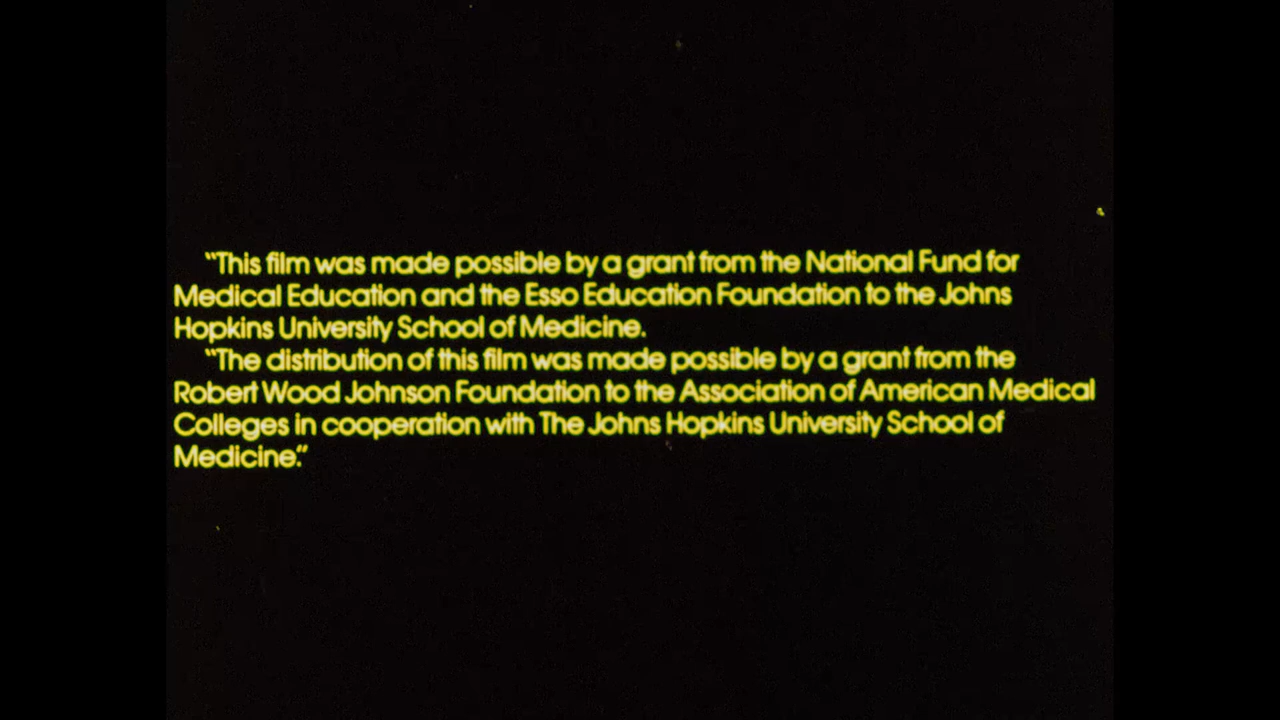 “This film was made possible by a grant from the National Fund for
Medical Education and the Esso Education Foundation to the Johns
Hopkins University School of Medicine.
“The distribution of this film was made possible by a grant from the
Robert Wood Johnson Foundation to the Association of American Medical
Colleges in cooperation with The Johns Hopkins University School of
Medicine.”